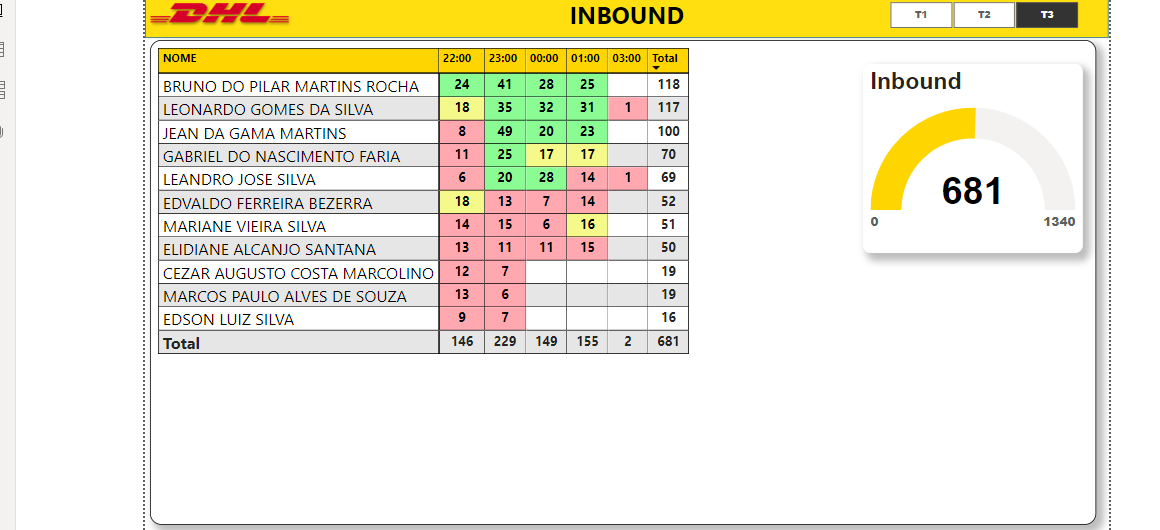 DHL INBOUND T1 T2 T3
NOME 22:00 23:00 00:00 01:00 03:00 Total
BRUNO DO PILAR MARTINS ROCHA 24 41 28 25 118
LEONARDO GOMES DA SILVA 18 35 32 31 1 117
JEAN DA GAMA MARTINS 8 49 20 23 100
GABRIEL DO NASCIMENTO FARIA 11 25 17 17 70
LEANDRO JOSE SILVA 6 20 28 14 1 69
EDVALDO FERREIRA BEZERRA 18 13 7 14 52
MARIANE VIEIRA SILVA 14 15 6 16 51
ELIDIANE ALCANJO SANTANA 13 11 11 15 50
CEZAR AUGUSTO COSTA MARCOLINO 12 7 19
MARCOS PAULO ALVES DE SOUZA 13 6 19
EDSON LUIZ SILVA 9 7 16
Total 146 229 149 155 2 681
Inbound
681
0 1340